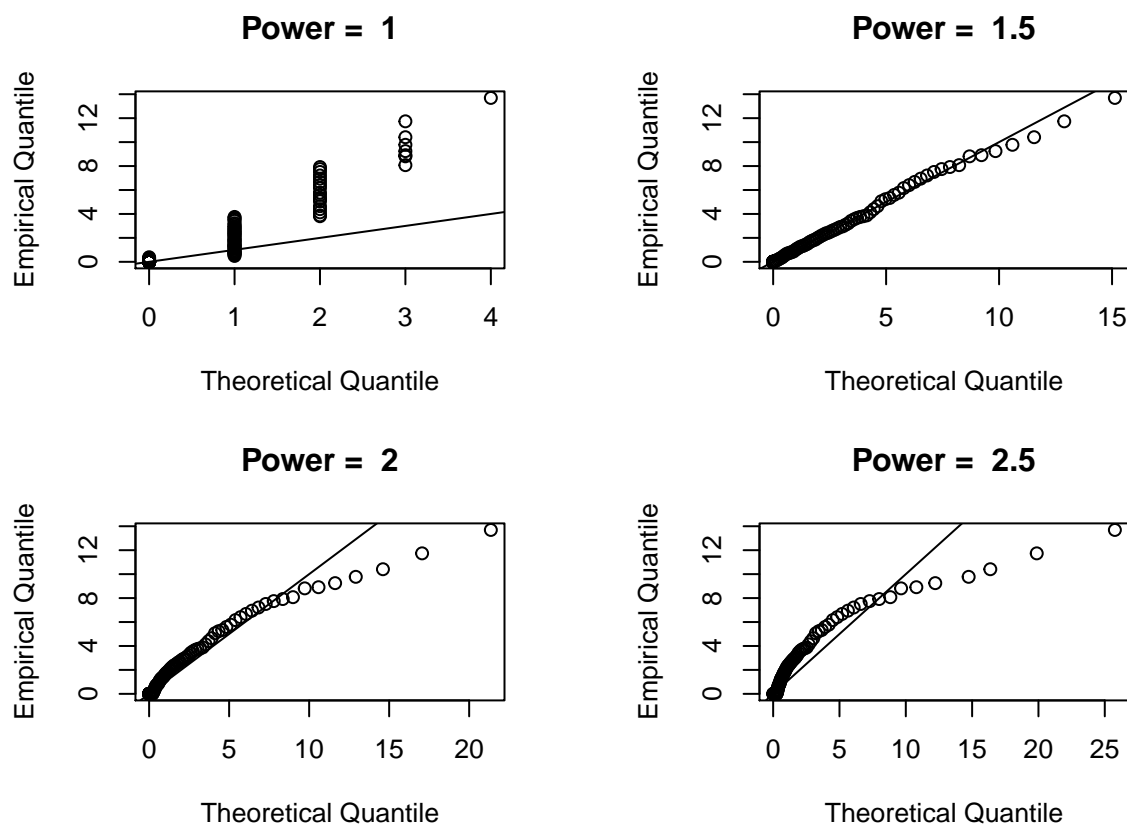 Power =  1
Empirical Quantile
0 4 8 12
0 1 2 3 4
Theoretical Quantile
Power =  1.5
Empirical Quantile
0 4 8 12
0 5 10 15
Theoretical Quantile
Power =  2
Empirical Quantile
0 4 8 12
0 5 10 15 20
Theoretical Quantile
Power =  2.5
Empirical Quantile
0 4 8 12
0 5 10 15 20 25
Theoretical Quantile